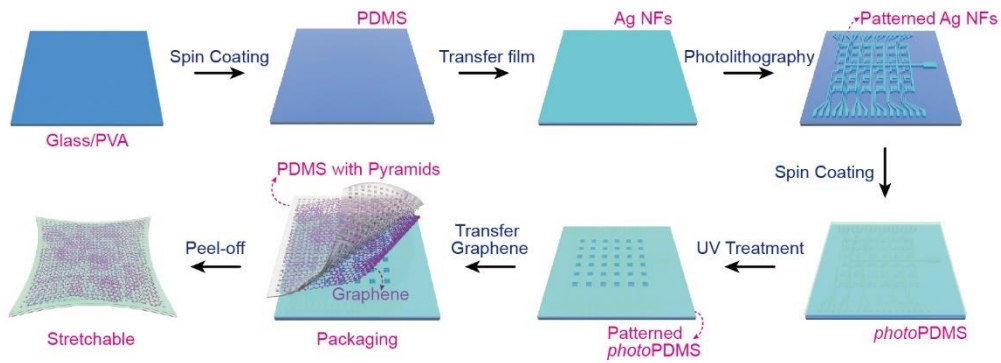 PDMS
Ag NFs
Patterned Ag NFs
Spin Coating
Transfer film
Photolithography
Glass/PVA
Spin Coating
PDMS with Pyramids
Peel-off
Transfer
Graphene
UV Treatment
Graphene
Stretchable
Packaging
Patterned
photoPDMS
photoPDMS